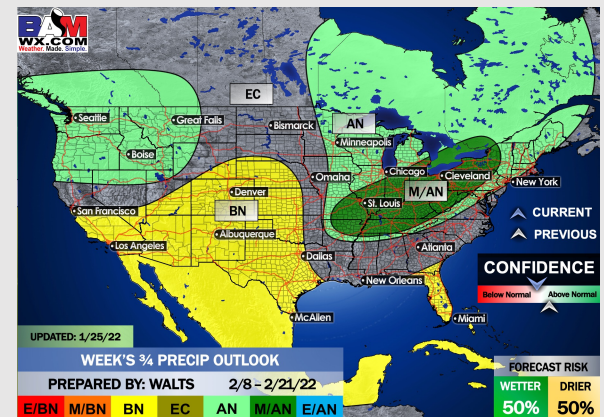 BAM
WX.COM
Weather. Made. Simple.
EC
AN
Seattle
Great Falls
Bismarck
Minneapolis
Boise
Omaha
Chicago
Cleveland
New York
Denver
St. Louis
M/AN
San Francisco
BN
Albuquerque
Los Angeles
Atlanta
Dallas
New Orleans
McAllen
Miami
CURRENT
PREVIOUS
CONFIDENCE
Below Normal
Above Normal
UPDATED: 1/25/22
WEEK'S ¾ PRECIP OUTLOOK
PREPARED BY: WALTS 2/8 – 2/21/22
E/BN M/BN BN EC AN M/AN E/AN
FORECAST RISK
WETTER DRIER
50% 50%